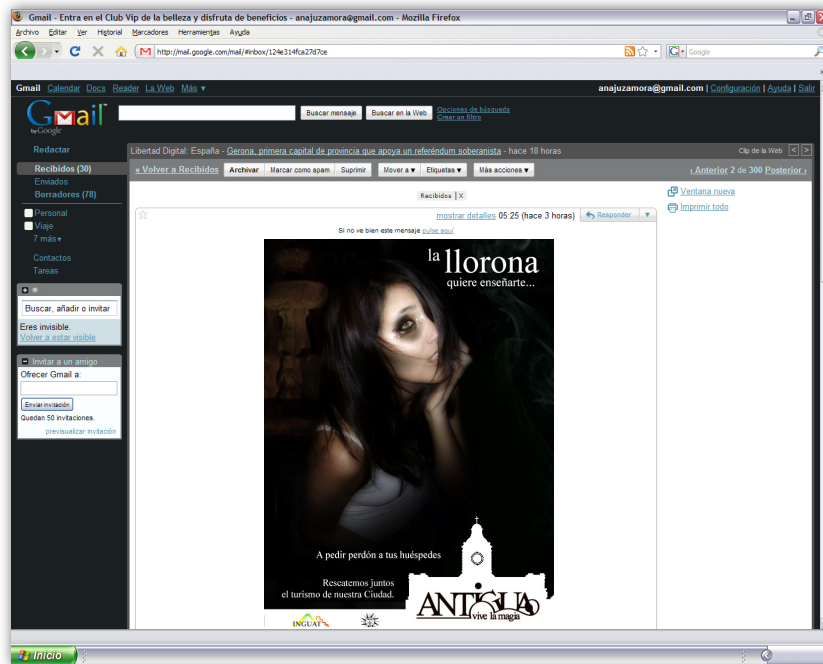 Gmail - Entra en el Club Vip de la belleza y disfruta de beneficios - anajuzamora@gmail.com - Mozilla Firefox
Archivo Editar Ver Historial Marcadores Herramientas Ayuda
http://mail.google.com/mail/#inbox/124e314fca27d7ce
Google
Gmail Calendar Docs Reader La Web Más ▾
anajuzamora@gmail.com | Configuración | Ayuda | Salir
Gmail
by Google
Buscar mensaje
Buscar en la Web
Opciones de búsqueda
Crear un filtro
Redactar
Recibidos (30)
Enviados
Borradores (78)
Personal
Viaje
7 más▾
Contactos
Tareas
Buscar, añadir o invitar
Eres invisible.
Volver a estar visible
Invitar a un amigo
Ofrecer Gmail a:
Enviar invitación
Quedan 50 invitaciones.
previsualizar invitación
Libertad Digital: España - Gerona, primera capital de provincia que apoya un referéndum soberanista - hace 18 horas
Clip de la Web < >
« Volver a Recibidos Archivar Marcar como spam Suprimir Mover a ▾ Etiquetas ▾ Más acciones ▾
‹ Anterior 2 de 300 Posterior ›
Recibidos | X
Ventana nueva
Imprimir todo
mostrar detalles 05:25 (hace 3 horas) Responder
Si no ve bien este mensaje pulse aquí
la llorona
quiere enseñarte...
A pedir perdón a tus huéspedes
Rescatemos juntos
el turismo de nuestra Ciudad.
ANTIGUA
vive la magia
INGUAT
Inicio